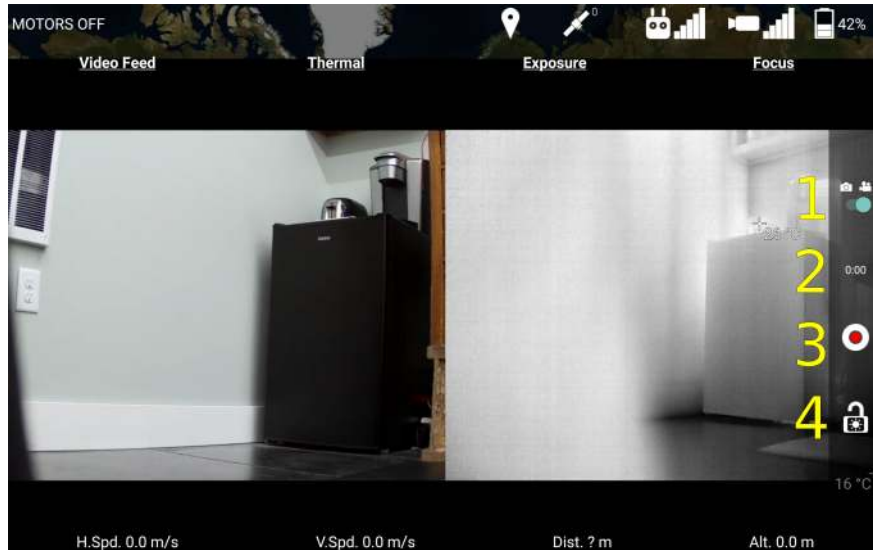 MOTORS OFF
0
42%
Video Feed
Thermal
Exposure
Focus
1
2
0:00
3
4
16 °C
H.Spd. 0.0 m/s
V.Spd. 0.0 m/s
Dist. ? m
Alt. 0.0 m